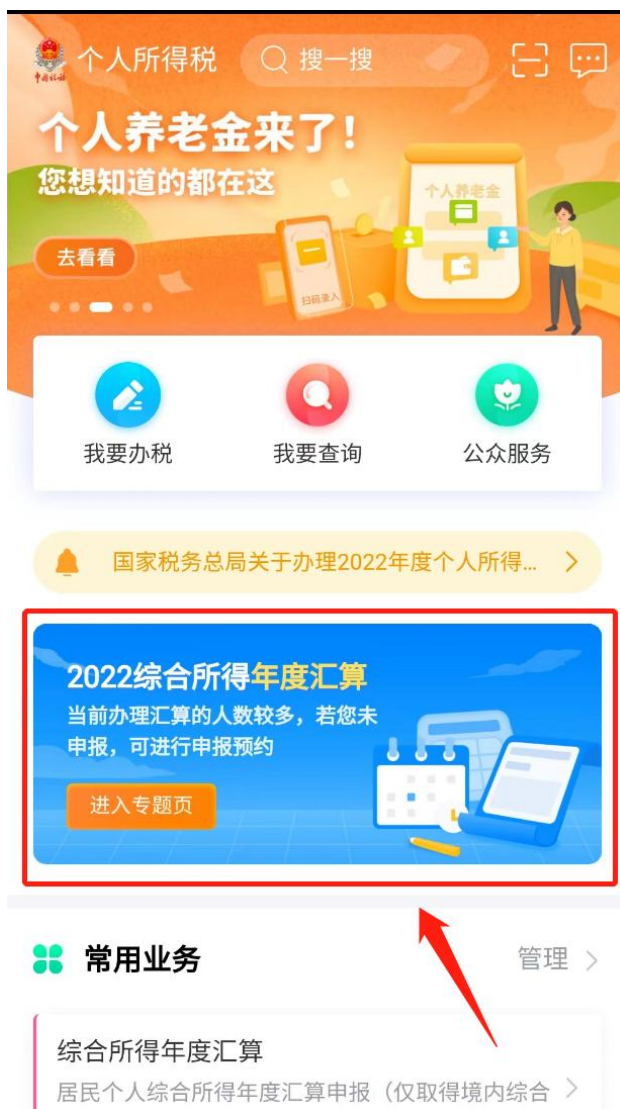 个人所得税
搜一搜
中国税务
个人养老金来了！
您想知道的都在这
去看看
个人养老金
扫码录入
我要办税
我要查询
公众服务
国家税务总局关于办理2022年度个人所得...
2022综合所得年度汇算
当前办理汇算的人数较多，若您未
申报，可进行申报预约
进入专题页
常用业务
管理
综合所得年度汇算
居民个人综合所得年度汇算申报（仅取得境内综合